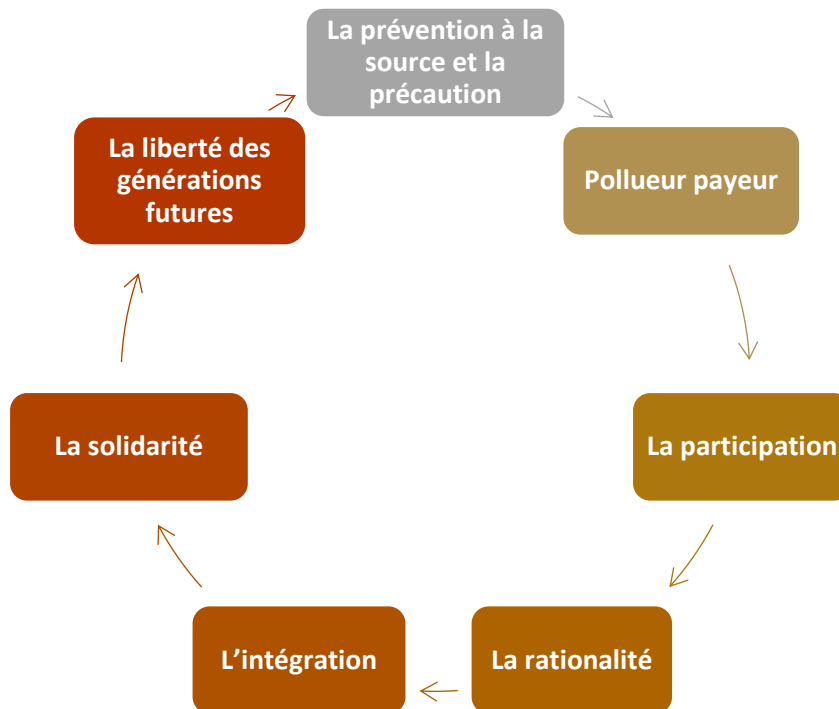 La prévention à la
source et la
précaution
Pollueur payeur
La participation
La rationalité
L’intégration
La solidarité
La liberté des
générations
futures